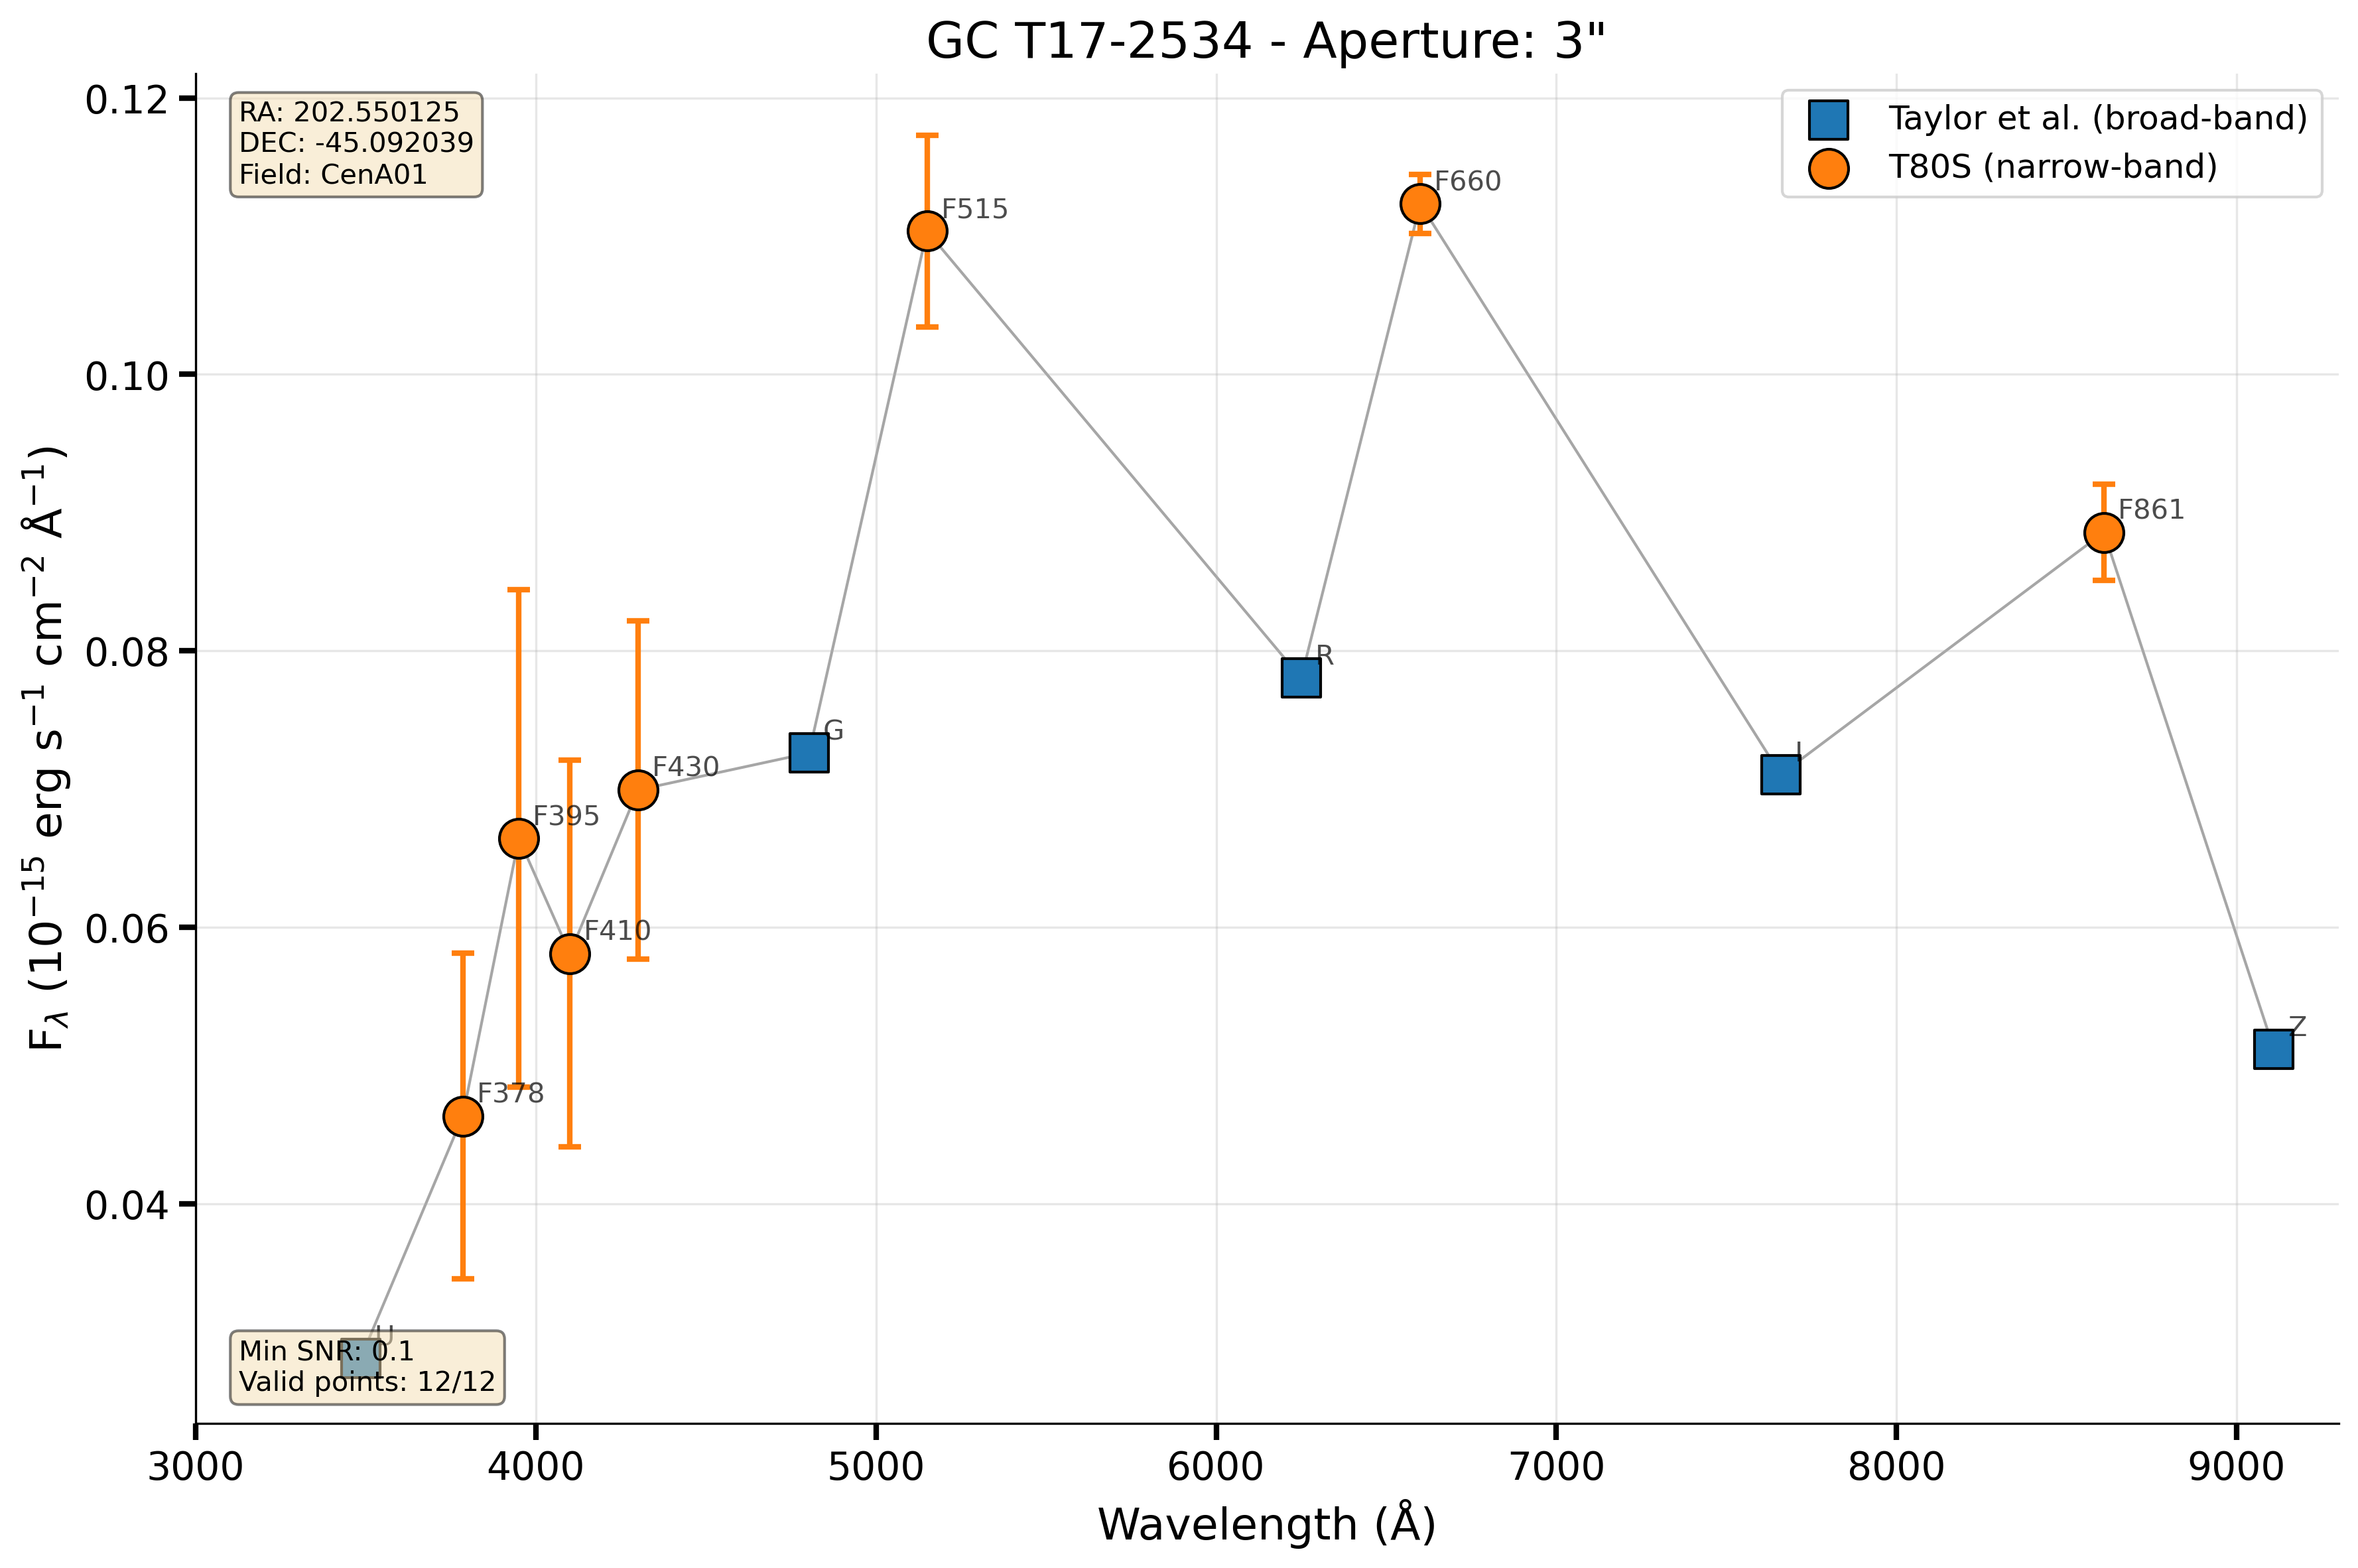 GC T17-2534 - Aperture: 3"
RA: 202.550125
DEC: -45.092039
Field: CenA01
Taylor et al. (broad-band)
T80S (narrow-band)
F515
F660
F861
R
G
I
F430
F395
F410
F378
Z
U
Min SNR: 0.1
Valid points: 12/12
0.12
0.10
0.08
0.06
0.04
F$_{λ}$ (10⁻¹⁵ erg s⁻¹ cm⁻² Å⁻¹)
3000 4000 5000 6000 7000 8000 9000
Wavelength (Å)